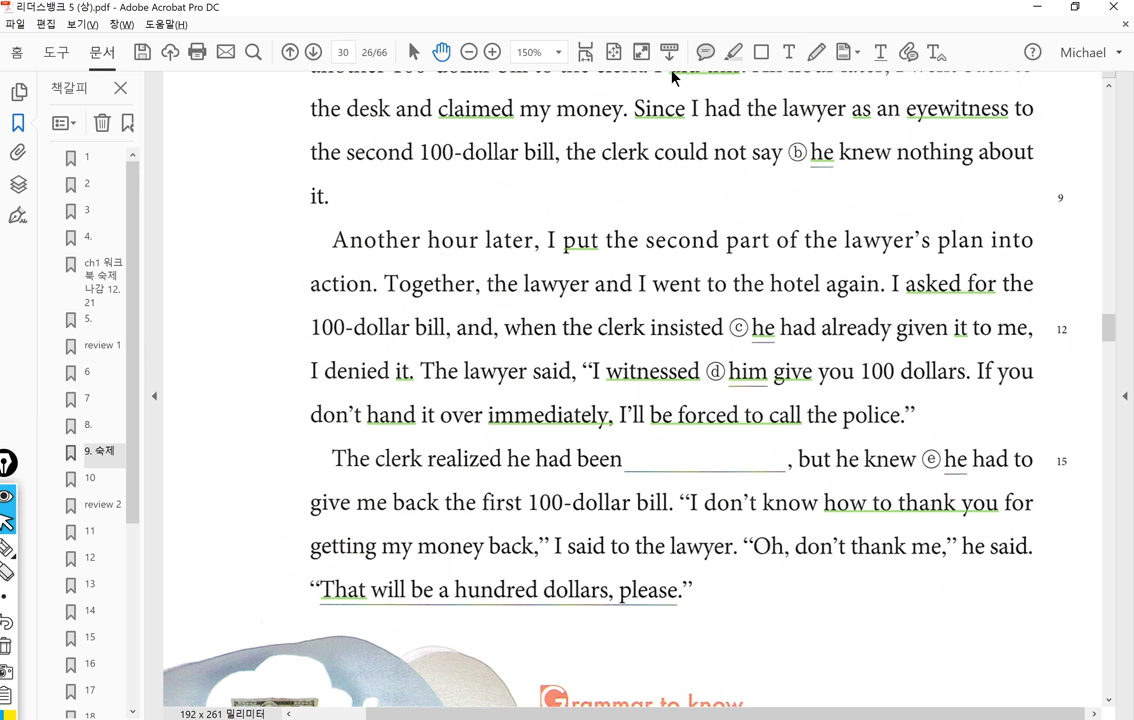 리더스뱅크 5 (상).pdf - Adobe Acrobat Pro DC
파일 편집 보기(V) 창(W) 도움말(H)
홈 도구 문서 30 26/66 150% Michael
책갈피
1
2
3
4.
ch1 워크
북 숙제
나감 12.
21
5.
review 1
6
7
8.
9. 숙제
10
review 2
11
12
13
14
15
16
17
18
the desk and claimed my money. Since I had the lawyer as an eyewitness to
the second 100-dollar bill, the clerk could not say ⓑ he knew nothing about
it. 9
Another hour later, I put the second part of the lawyer's plan into
action. Together, the lawyer and I went to the hotel again. I asked for the
100-dollar bill, and, when the clerk insisted ⓒ he had already given it to me, 12
I denied it. The lawyer said, “I witnessed ⓓ him give you 100 dollars. If you
don't hand it over immediately, I'll be forced to call the police.”
The clerk realized he had been ____________, but he knew ⓔ he had to 15
give me back the first 100-dollar bill. “I don't know how to thank you for
getting my money back,” I said to the lawyer. “Oh, don't thank me,” he said.
“That will be a hundred dollars, please.”
Grammar to know
192 x 261 밀리미터